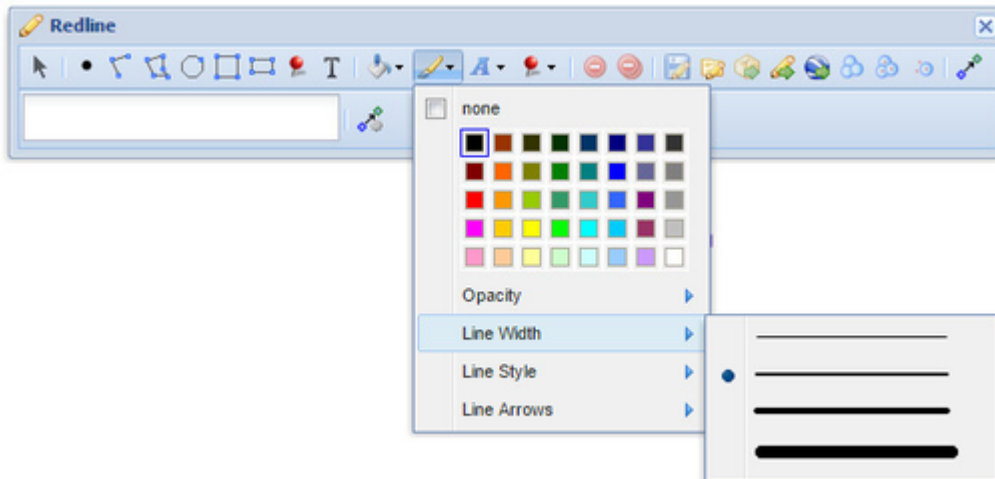 Redline
T A
none
Opacity
Line Width
Line Style
Line Arrows